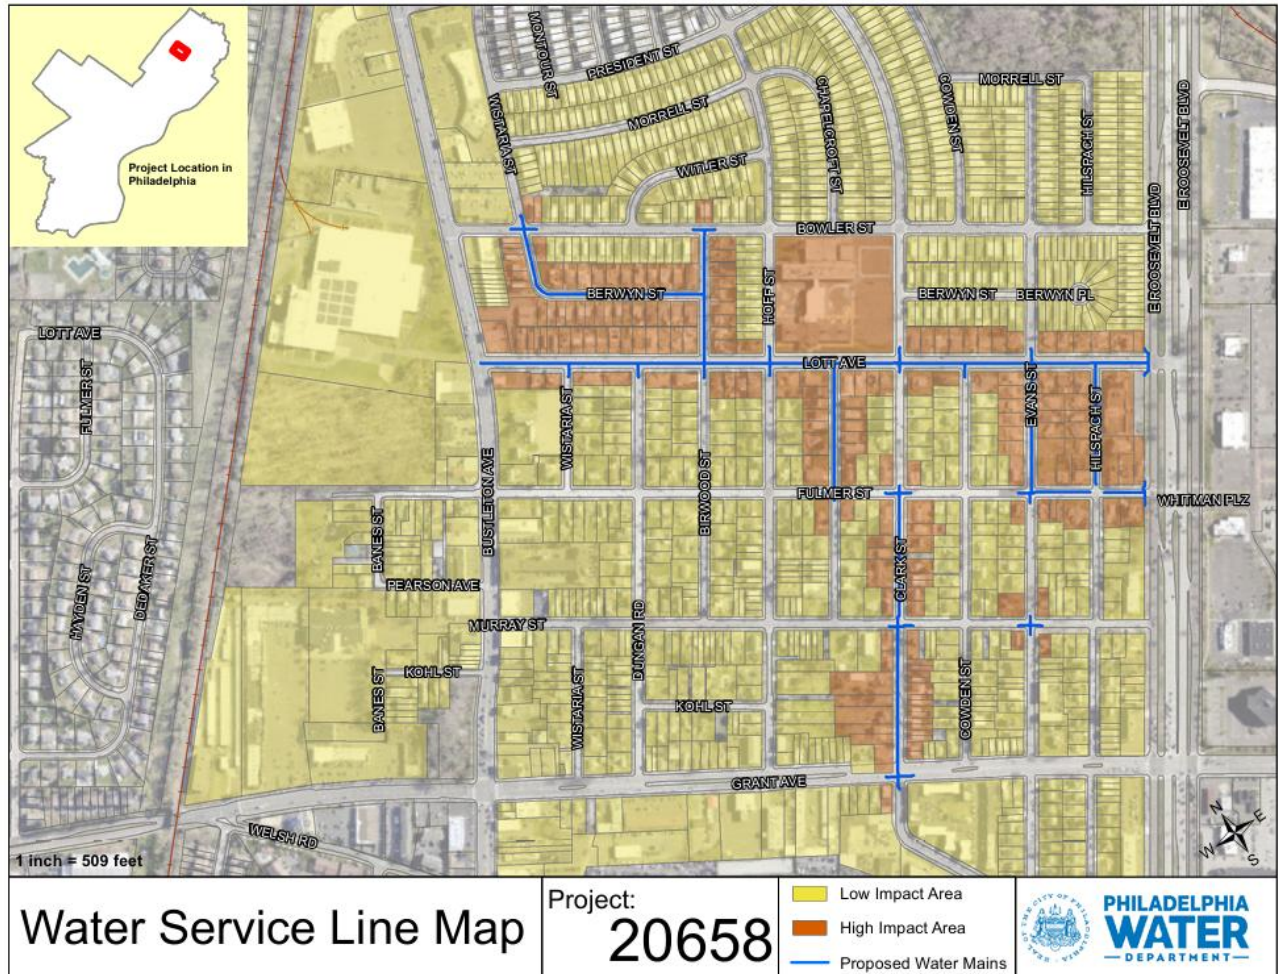 Project Location in
Philadelphia
MONTOUR ST
PRESIDENT ST
MORRELL ST
WISTARIA ST
MORRELL ST
WITLER ST
CHAPELCROFT ST
COWDEN ST
HILSPACH ST
E ROOSEVELT BLVD
E ROOSEVELT BLVD
BOWLER ST
BERWYN ST
HOFF ST
BERWYN ST
BERWYN PL
LOTT AVE
FULMER ST
LOTT AVE
WISTARIA ST
EVANS ST
HILSPACH ST
BUSTLETON AVE
BIRWOOD ST
FULMER ST
WHITMAN PLZ
BANES ST
PEARSON AVE
CLARK ST
HAYDEN ST
DEDAKER ST
MURRAY ST
DUNGAN RD
BANES ST
KOHL ST
WISTARIA ST
KOHL ST
COWDEN ST
GRANT AVE
WELSH RD
N
E
W
S
1 inch = 509 feet
Water Service Line Map
Project:
20658
Low Impact Area
High Impact Area
Proposed Water Mains
PHILADELPHIA
WATER
DEPARTMENT